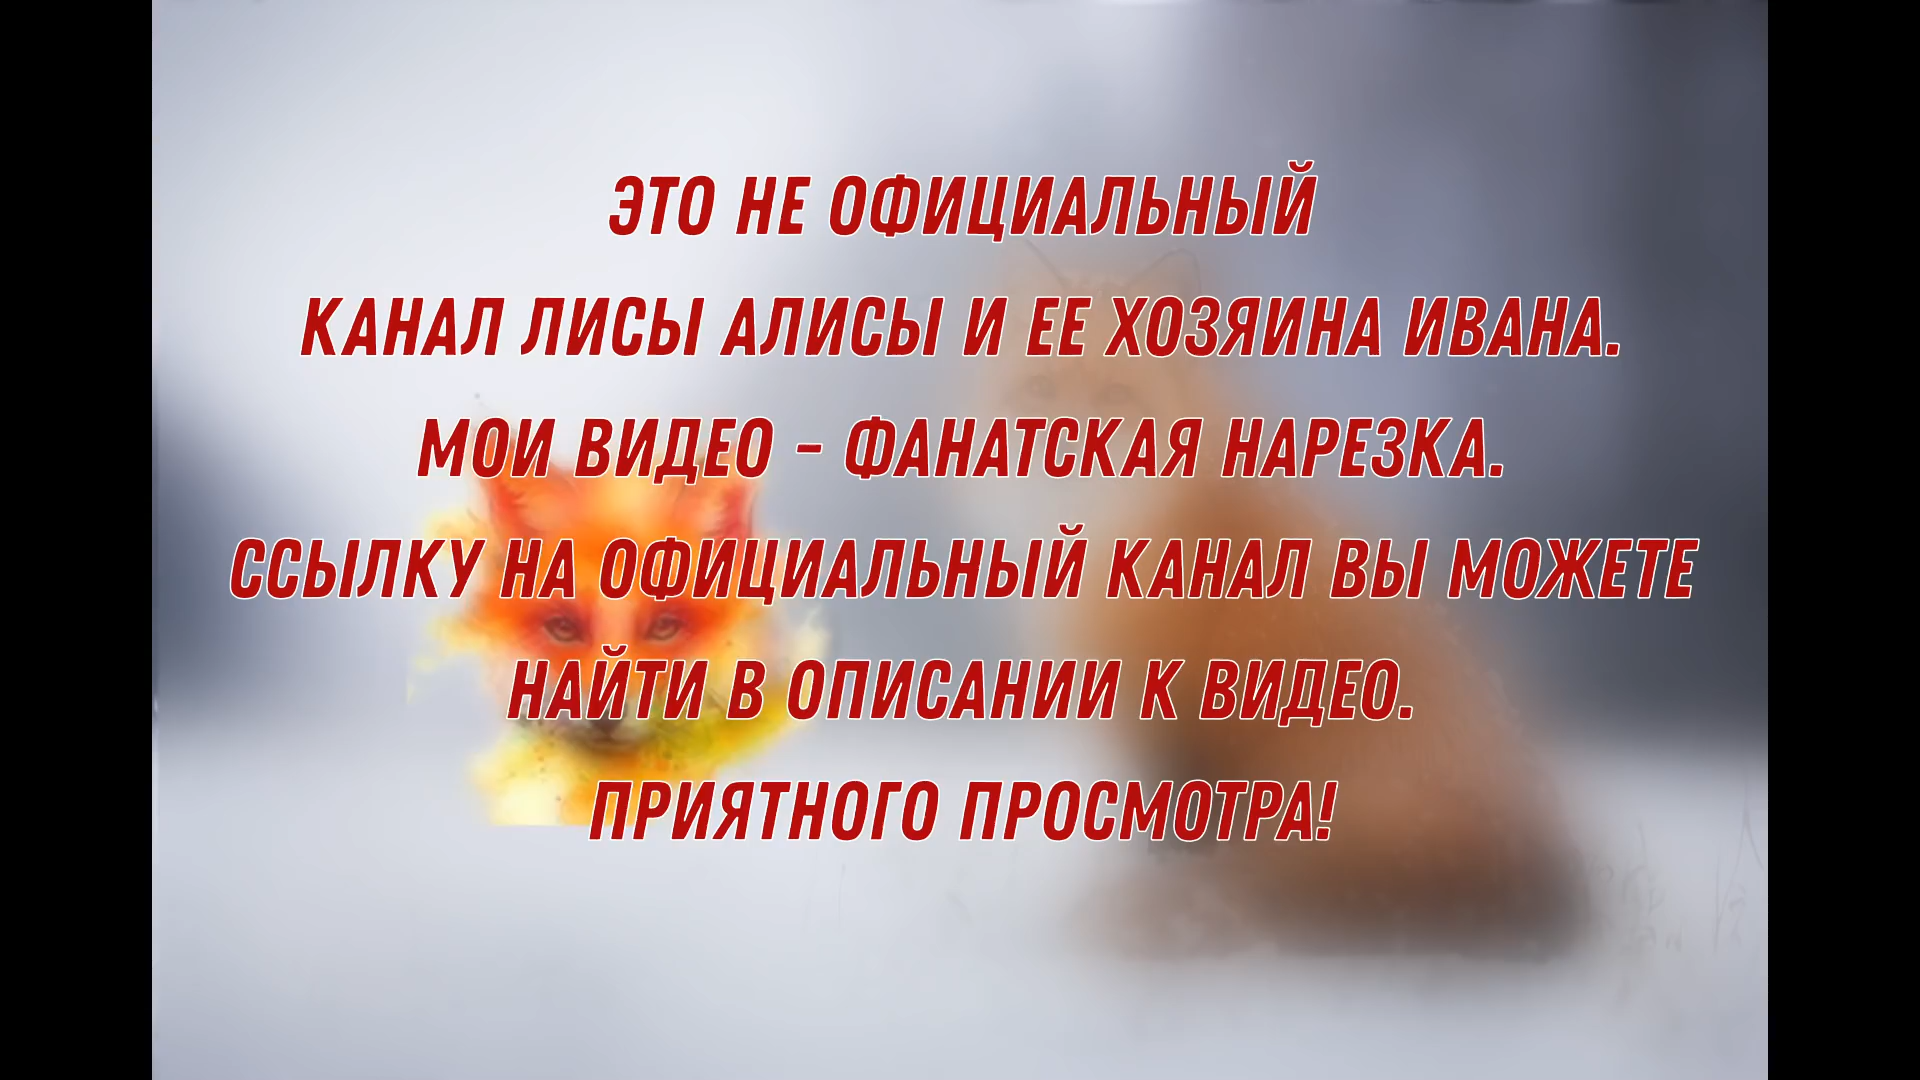 ЭТО НЕ ОФИЦИАЛЬНЫЙ
КАНАЛ ЛИСЫ АЛИСЫ И ЕЕ ХОЗЯИНА ИВАНА.
МОИ ВИДЕО - ФАНАТСКАЯ НАРЕЗКА.
ССЫЛКУ НА ОФИЦИАЛЬНЫЙ КАНАЛ ВЫ МОЖЕТЕ
НАЙТИ В ОПИСАНИИ К ВИДЕО.
ПРИЯТНОГО ПРОСМОТРА!